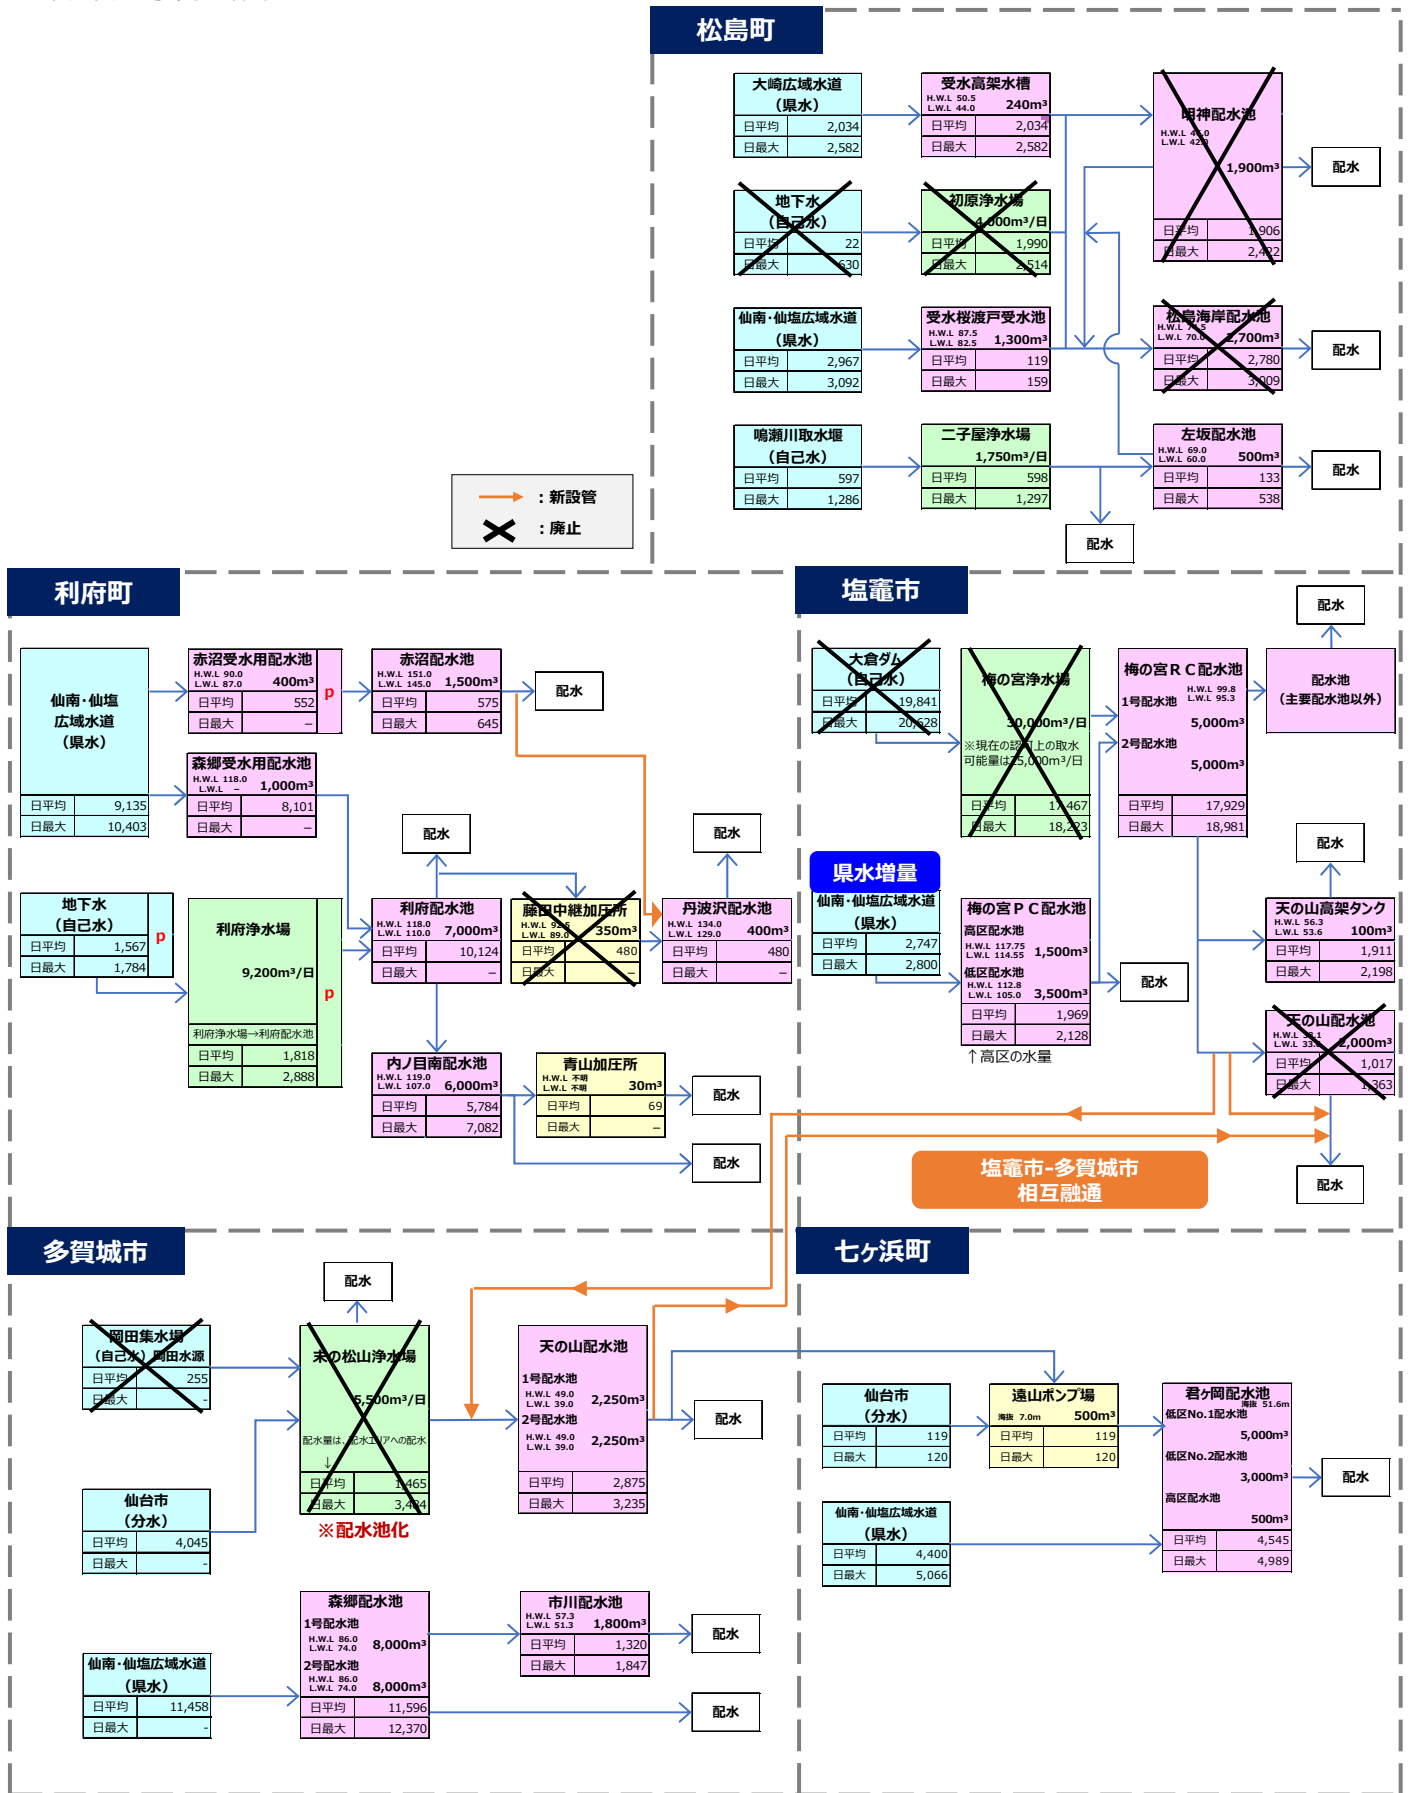 松島町
大崎広域水道
（県水）
日平均 2,034
日最大 2,582
受水高架水槽
H.W.L 50.5
L.W.L 44.0 240m³
日平均 2,034
日最大 2,582
明神配水池
L.W.L 42.0
1,900m³
日平均 1,906
日最大 2,422
配水
地下水
（自己水）
日平均 22
日最大 630
初原浄水場
4,000m³/日
日平均 1,990
日最大 2,514
仙南・仙塩広域水道
（県水）
日平均 2,967
日最大 3,092
受水桜渡戸受水池
H.W.L 87.5
L.W.L 82.5 1,300m³
日平均 119
日最大 159
松島海岸配水池
L.W.L 70.0 2,700m³
日平均 2,780
日最大 3,009
配水
鳴瀬川取水堰
（自己水）
日平均 597
日最大 1,286
二子屋浄水場
1,750m³/日
日平均 598
日最大 1,297
左坂配水池
H.W.L 69.0
L.W.L 60.0 500m³
日平均 133
日最大 538
配水
配水
：新設管
：廃止
利府町
仙南・仙塩
広域水道
（県水）
日平均 9,135
日最大 10,403
赤沼受水用配水池
H.W.L 90.0
L.W.L 87.0 400m³
日平均 552
日最大 －
p
赤沼配水池
H.W.L 151.0
L.W.L 145.0 1,500m³
日平均 575
日最大 645
配水
森郷受水用配水池
H.W.L 118.0
L.W.L － 1,000m³
日平均 8,101
日最大 －
配水
配水
地下水
（自己水）
日平均 1,567
日最大 1,784
p
利府浄水場
9,200m³/日
利府浄水場→利府配水池
日平均 1,818
日最大 2,888
p
利府配水池
H.W.L 118.0
L.W.L 110.0 7,000m³
日平均 10,124
日最大 －
藤田中継加圧所
L.W.L 89.0 350m³
日平均 480
日最大 －
丹波沢配水池
H.W.L 134.0
L.W.L 129.0 400m³
日平均 480
日最大 －
内ノ目南配水池
H.W.L 119.0
L.W.L 107.0 6,000m³
日平均 5,784
日最大 7,082
青山加圧所
H.W.L 不明
L.W.L 不明 30m³
日平均 69
日最大 －
配水
配水
塩竈市
配水
大倉ダム
（自己水）
日平均 19,841
日最大 20,628
梅の宮浄水場
30,000m³/日
※現在の認可上の取水
可能量は25,000m³/日
日平均 17,467
日最大 18,223
梅の宮ＲＣ配水池
1号配水池 H.W.L 99.8
L.W.L 95.3
5,000m³
2号配水池
5,000m³
日平均 17,929
日最大 18,981
配水池
（主要配水池以外）
県水増量
仙南・仙塩広域水道
（県水）
日平均 2,747
日最大 2,800
梅の宮ＰＣ配水池
高区配水池
H.W.L 117.75
L.W.L 114.55 1,500m³
低区配水池
H.W.L 112.8
L.W.L 105.0 3,500m³
日平均 1,969
日最大 2,128
↑高区の水量
配水
配水
天の山高架タンク
H.W.L 56.3
L.W.L 53.6 100m³
日平均 1,911
日最大 2,198
天の山配水池
2,000m³
日平均 1,017
日最大 1,363
配水
塩竈市-多賀城市
相互融通
多賀城市
配水
岡田集水場
（自己水）岡田水源
日平均 255
日最大 -
末の松山浄水場
5,500m³/日
配水量は、配水エリアへの配水
↓
日平均 1,465
日最大
※配水池化
天の山配水池
1号配水池
H.W.L 49.0
L.W.L 39.0 2,250m³
2号配水池
H.W.L 49.0
L.W.L 39.0 2,250m³
日平均 2,875
日最大 3,235
配水
仙台市
（分水）
日平均 4,045
日最大 -
仙南・仙塩広域水道
（県水）
日平均 11,458
日最大 -
森郷配水池
1号配水池
H.W.L 86.0
L.W.L 74.0 8,000m³
2号配水池
H.W.L 86.0
L.W.L 74.0 8,000m³
日平均 11,596
日最大 12,370
市川配水池
H.W.L 57.3
L.W.L 51.3 1,800m³
日平均 1,320
日最大 1,847
配水
配水
七ヶ浜町
仙台市
（分水）
日平均 119
日最大 120
遠山ポンプ場
海抜 7.0m 500m³
日平均 119
日最大 120
君ヶ岡配水池
海抜 51.6m
低区No.1配水池
5,000m³
低区No.2配水池
3,000m³
高区配水池
500m³
日平均 4,545
日最大 4,989
配水
仙南・仙塩広域水道
（県水）
日平均 4,400
日最大 5,066